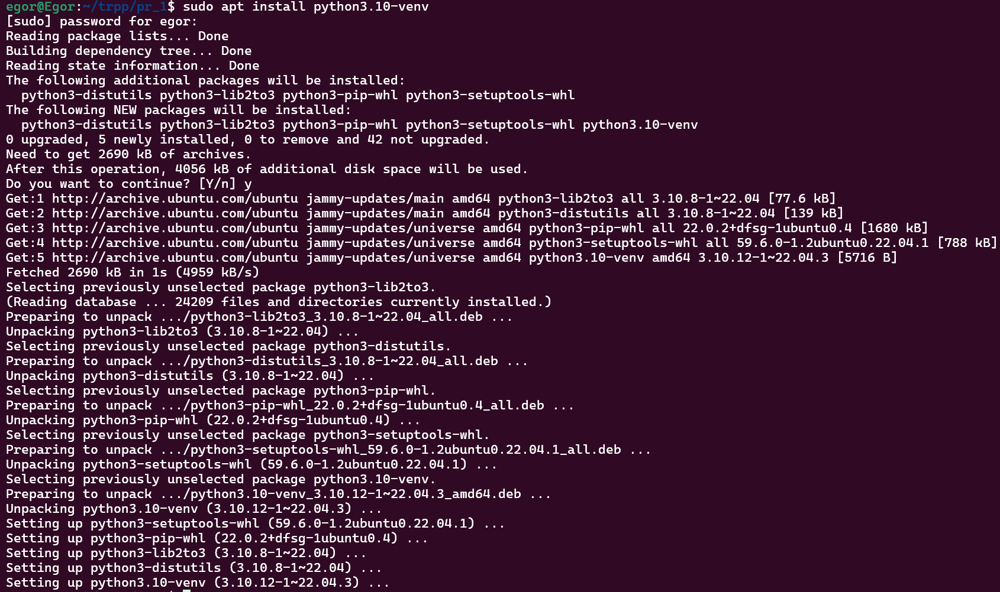 egor@Egor:~/trpp/pr_1$ sudo apt install python3.10-venv
[sudo] password for egor:
Reading package lists... Done
Building dependency tree... Done
Reading state information... Done
The following additional packages will be installed:
  python3-distutils python3-lib2to3 python3-pip-whl python3-setuptools-whl
The following NEW packages will be installed:
  python3-distutils python3-lib2to3 python3-pip-whl python3-setuptools-whl python3.10-venv
0 upgraded, 5 newly installed, 0 to remove and 42 not upgraded.
Need to get 2690 kB of archives.
After this operation, 4056 kB of additional disk space will be used.
Do you want to continue? [Y/n] y
Get:1 http://archive.ubuntu.com/ubuntu jammy-updates/main amd64 python3-lib2to3 all 3.10.8-1~22.04 [77.6 kB]
Get:2 http://archive.ubuntu.com/ubuntu jammy-updates/main amd64 python3-distutils all 3.10.8-1~22.04 [139 kB]
Get:3 http://archive.ubuntu.com/ubuntu jammy-updates/universe amd64 python3-pip-whl all 22.0.2+dfsg-1ubuntu0.4 [1680 kB]
Get:4 http://archive.ubuntu.com/ubuntu jammy-updates/universe amd64 python3-setuptools-whl all 59.6.0-1.2ubuntu0.22.04.1 [788 kB]
Get:5 http://archive.ubuntu.com/ubuntu jammy-updates/universe amd64 python3.10-venv amd64 3.10.12-1~22.04.3 [5716 B]
Fetched 2690 kB in 1s (4959 kB/s)
Selecting previously unselected package python3-lib2to3.
(Reading database ... 24209 files and directories currently installed.)
Preparing to unpack .../python3-lib2to3_3.10.8-1~22.04_all.deb ...
Unpacking python3-lib2to3 (3.10.8-1~22.04) ...
Selecting previously unselected package python3-distutils.
Preparing to unpack .../python3-distutils_3.10.8-1~22.04_all.deb ...
Unpacking python3-distutils (3.10.8-1~22.04) ...
Selecting previously unselected package python3-pip-whl.
Preparing to unpack .../python3-pip-whl_22.0.2+dfsg-1ubuntu0.4_all.deb ...
Unpacking python3-pip-whl (22.0.2+dfsg-1ubuntu0.4) ...
Selecting previously unselected package python3-setuptools-whl.
Preparing to unpack .../python3-setuptools-whl_59.6.0-1.2ubuntu0.22.04.1_all.deb ...
Unpacking python3-setuptools-whl (59.6.0-1.2ubuntu0.22.04.1) ...
Selecting previously unselected package python3.10-venv.
Preparing to unpack .../python3.10-venv_3.10.12-1~22.04.3_amd64.deb ...
Unpacking python3.10-venv (3.10.12-1~22.04.3) ...
Setting up python3-setuptools-whl (59.6.0-1.2ubuntu0.22.04.1) ...
Setting up python3-pip-whl (22.0.2+dfsg-1ubuntu0.4) ...
Setting up python3-lib2to3 (3.10.8-1~22.04) ...
Setting up python3-distutils (3.10.8-1~22.04) ...
Setting up python3.10-venv (3.10.12-1~22.04.3) ...